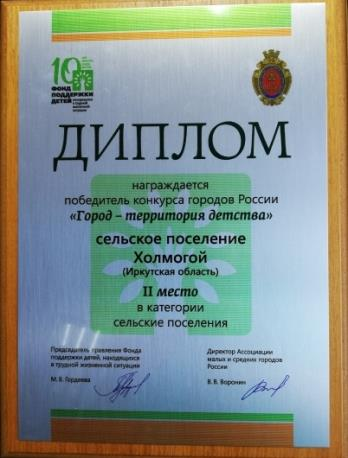 10
ФОНД
ПОДДЕРЖКИ
ДЕТЕЙ
ДИПЛОМ
награждается
победитель конкурса городов России
«Город – территория детства»
сельское поселение
Холмогой
(Иркутская область)
II место
в категории
сельские поселения
Председатель правления Фонда
поддержки детей, находящихся
в трудной жизненной ситуации
М. В. Гордеева
Директор Ассоциации
малых и средних городов
России
В. В. Воронин